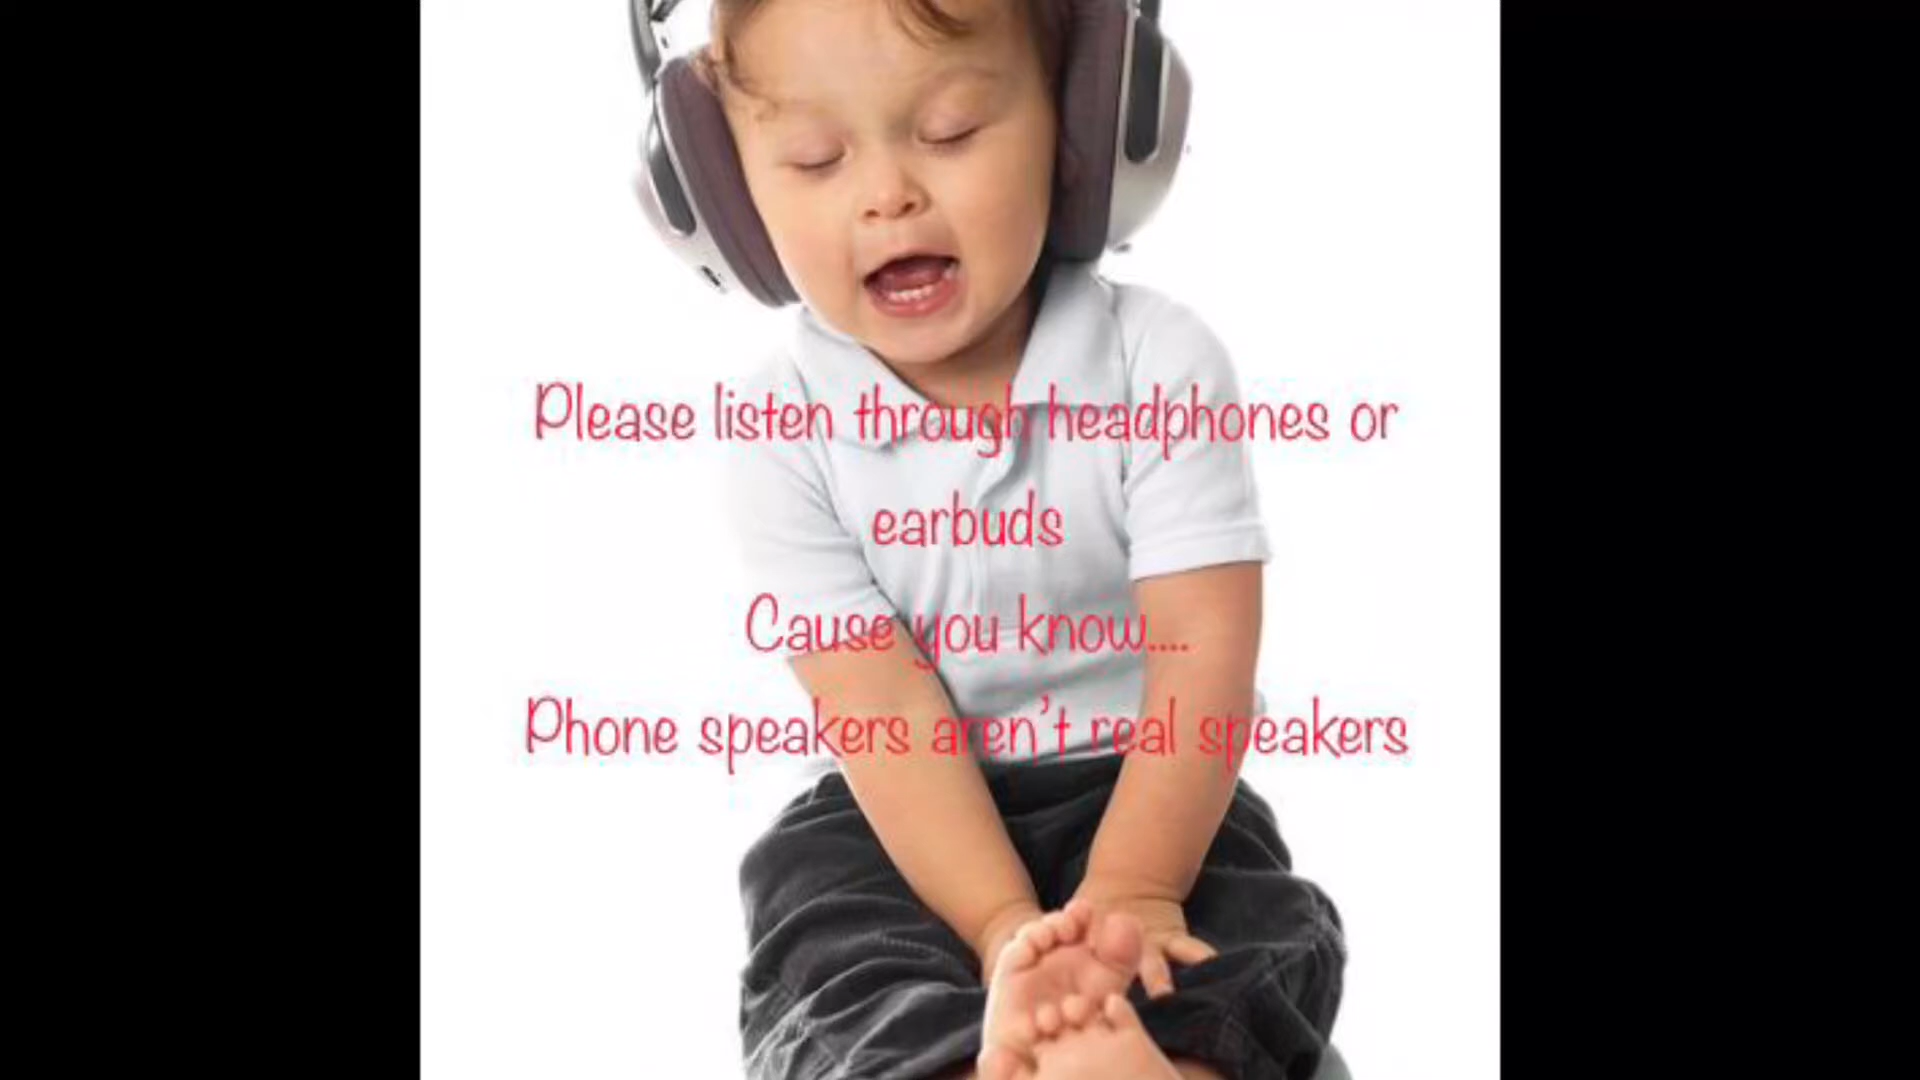 Please listen through headphones or
earbuds
Cause you know....
Phone speakers aren't real speakers